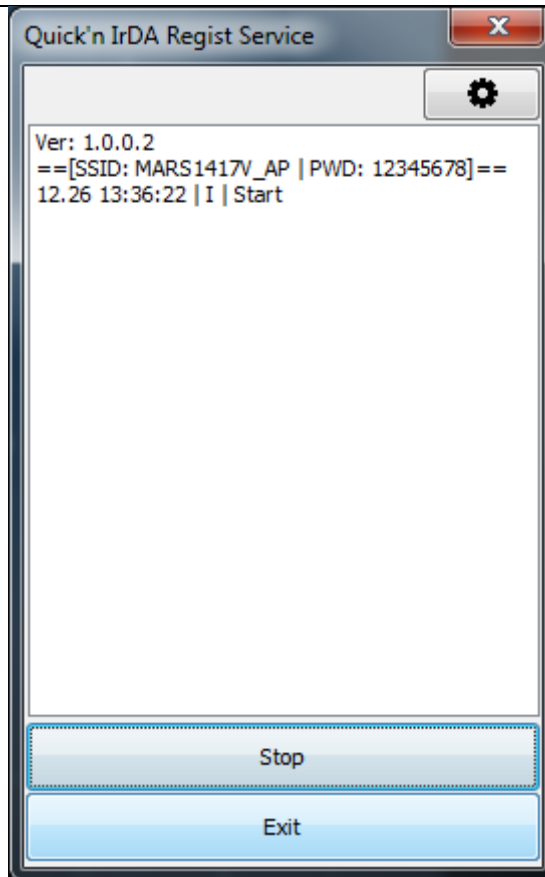 Quick'n IrDA Regist Service
Ver: 1.0.0.2
==[SSID: MARS1417V_AP | PWD: 12345678]==
12.26 13:36:22 | I | Start
Stop
Exit